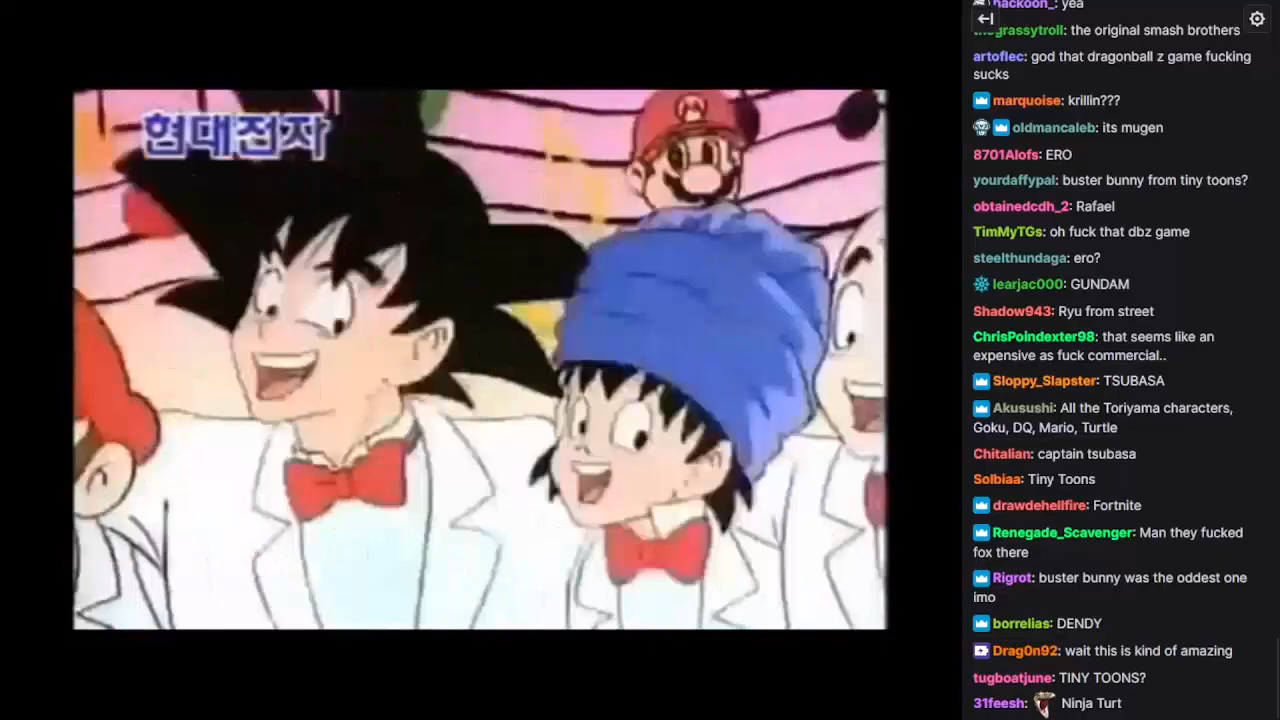 현대전자
M
hackoon_: yea
thegrassytroll: the original smash brothers
artoflec: god that dragonball z game fucking
sucks
marquoise: krillin???
oldmancaleb: its mugen
8701Alofs: ERO
yourdaffypal: buster bunny from tiny toons?
obtainedcdh_2: Rafael
TimMyTGs: oh fuck that dbz game
steelthundaga: ero?
learjac000: GUNDAM
Shadow943: Ryu from street
ChrisPoindexter98: that seems like an
expensive as fuck commercial..
Sloppy_Slapster: TSUBASA
Akusushi: All the Toriyama characters,
Goku, DQ, Mario, Turtle
Chitalian: captain tsubasa
Solbiaa: Tiny Toons
drawdehellfire: Fortnite
Renegade_Scavenger: Man they fucked
fox there
Rigrot: buster bunny was the oddest one
imo
borrelias: DENDY
Drag0n92: wait this is kind of amazing
tugboatjune: TINY TOONS?
31feesh: Ninja Turt